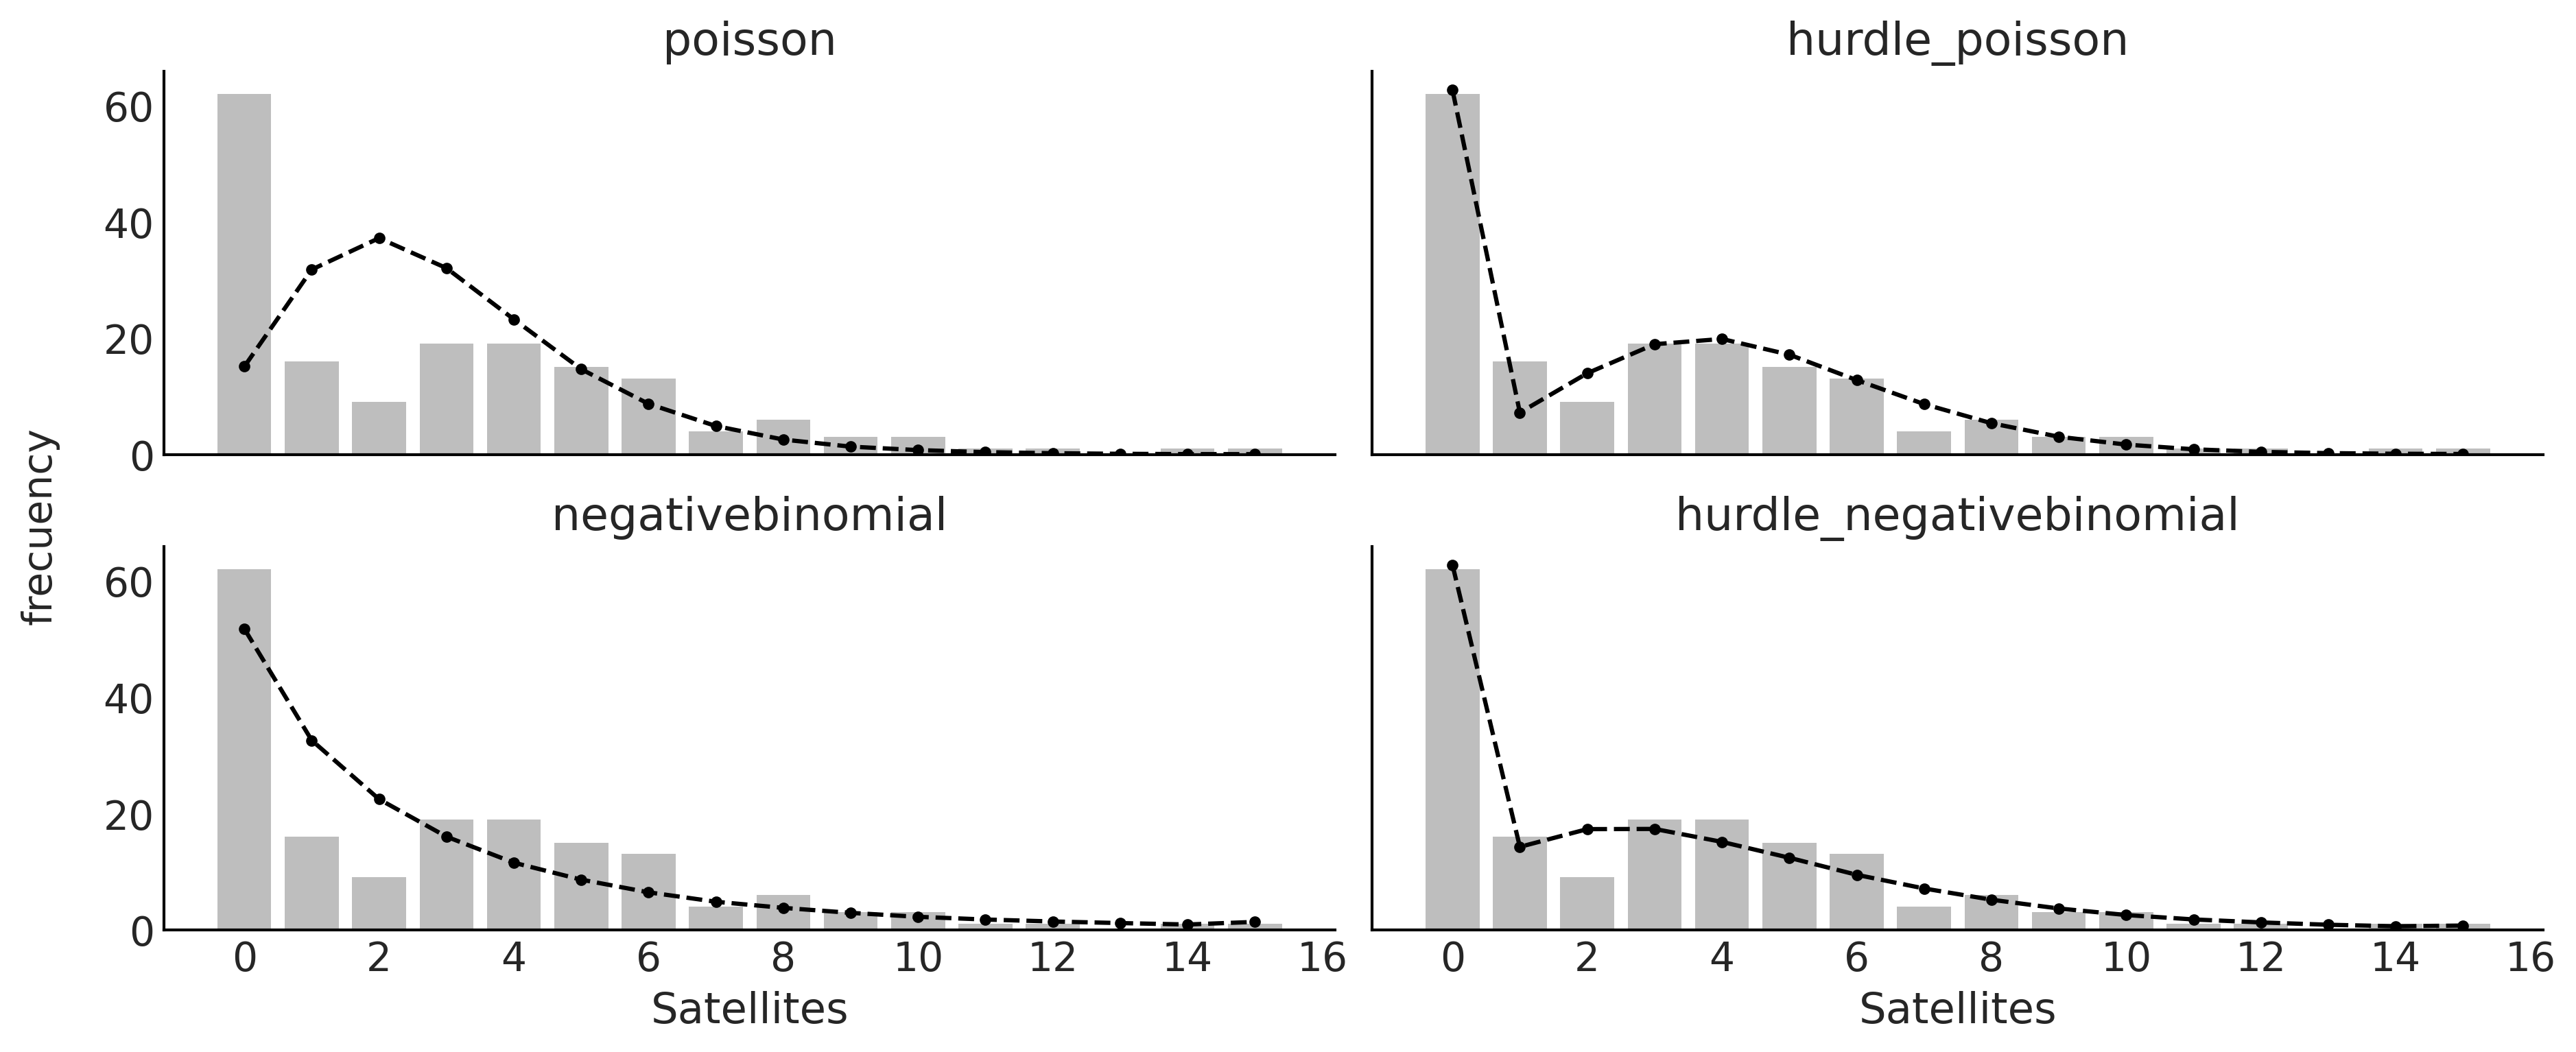 poisson
hurdle_poisson
60
40
20
0
negativebinomial
hurdle_negativebinomial
frecuency
60
40
20
0
0 2 4 6 8 10 12 14 16
0 2 4 6 8 10 12 14 16
Satellites
Satellites